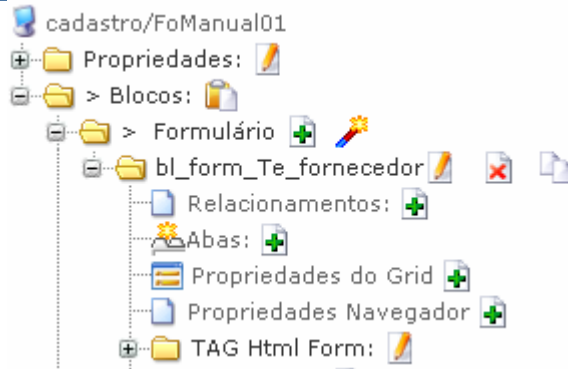 cadastro/FoManual01
Propriedades:
> Blocos:
> Formulário
bl_form_Te_fornecedor
Relacionamentos:
Abas:
Propriedades do Grid
Propriedades Navegador
TAG Html Form: